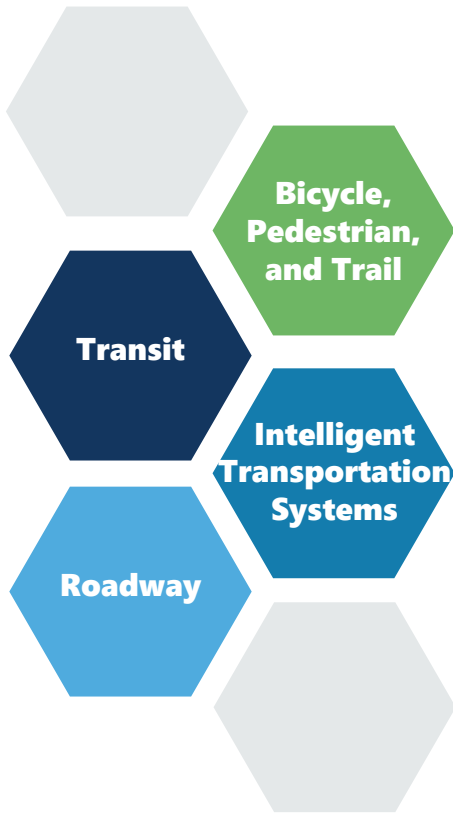 Bicycle,
Pedestrian,
and Trail
Transit
Intelligent
Transportation
Systems
Roadway